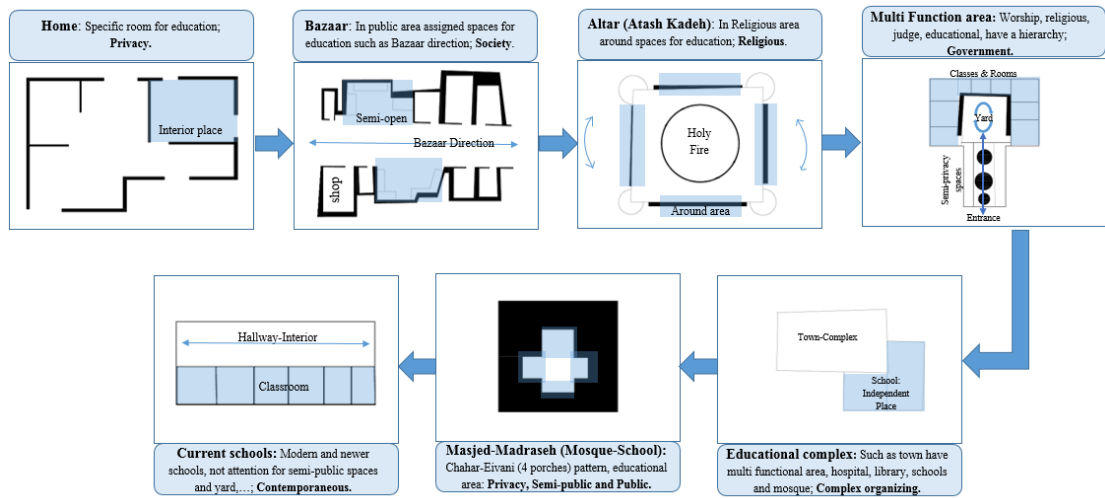 Home: Specific room for education;
Privacy.
Bazaar: In public area assigned spaces for
education such as Bazaar direction; Society.
Altar (Atash Kadeh): In Religious area
around spaces for education; Religious.
Multi Function area: Worship, religious,
judge, educational, have a hierarchy;
Government.
Interior place
Semi-open
Bazaar Direction
shop
Holy
Fire
Around area
Classes & Rooms
Yard
Semi-privacy
spaces
Entrance
Hallway-Interior
Classroom
Town-Complex
School:
Independent
Place
Current schools: Modern and newer
schools, not attention for semi-public spaces
and yard,…; Contemporaneous.
Masjed-Madraseh (Mosque-School):
Chahar-Eivani (4 porches) pattern, educational
area: Privacy, Semi-public and Public.
Educational complex: Such as town have
multi functional area, hospital, library, schools
and mosque; Complex organizing.